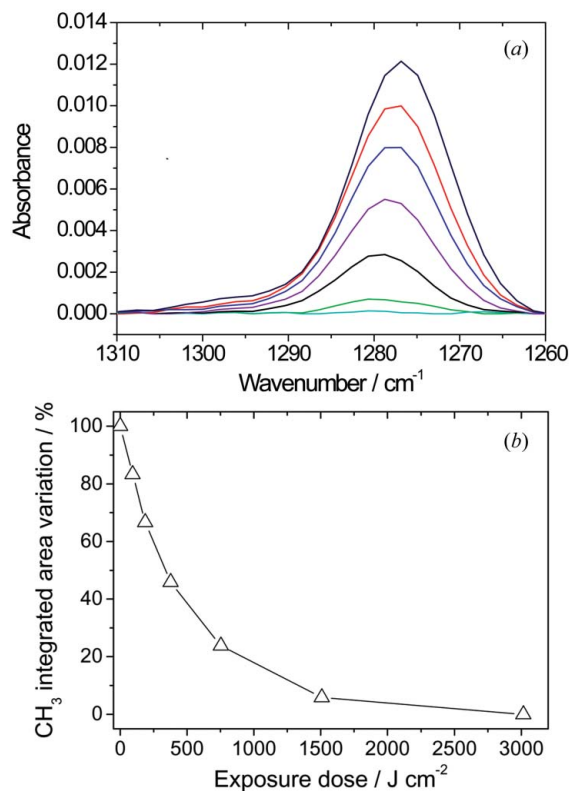 (a)
0.014
0.012
0.010
0.008
0.006
0.004
0.002
0.000
Absorbance
1310 1300 1290 1280 1270 1260
Wavenumber / cm⁻¹
(b)
100
80
60
40
20
0
CH₃ integrated area variation / %
0 500 1000 1500 2000 2500 3000
Exposure dose / J cm⁻²